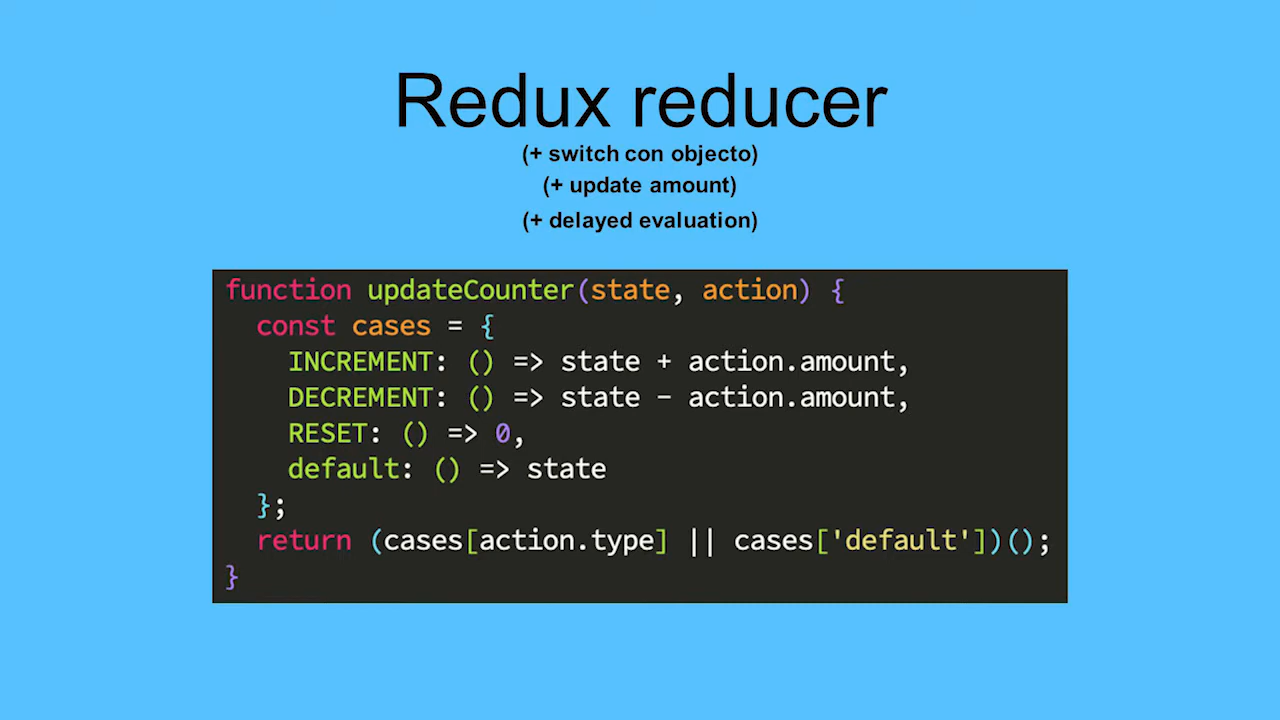 Redux reducer
(+ switch con objecto)
(+ update amount)
(+ delayed evaluation)
function updateCounter(state, action) {
  const cases = {
    INCREMENT: () => state + action.amount,
    DECREMENT: () => state - action.amount,
    RESET: () => 0,
    default: () => state
  };
  return (cases[action.type] || cases['default'])();
}